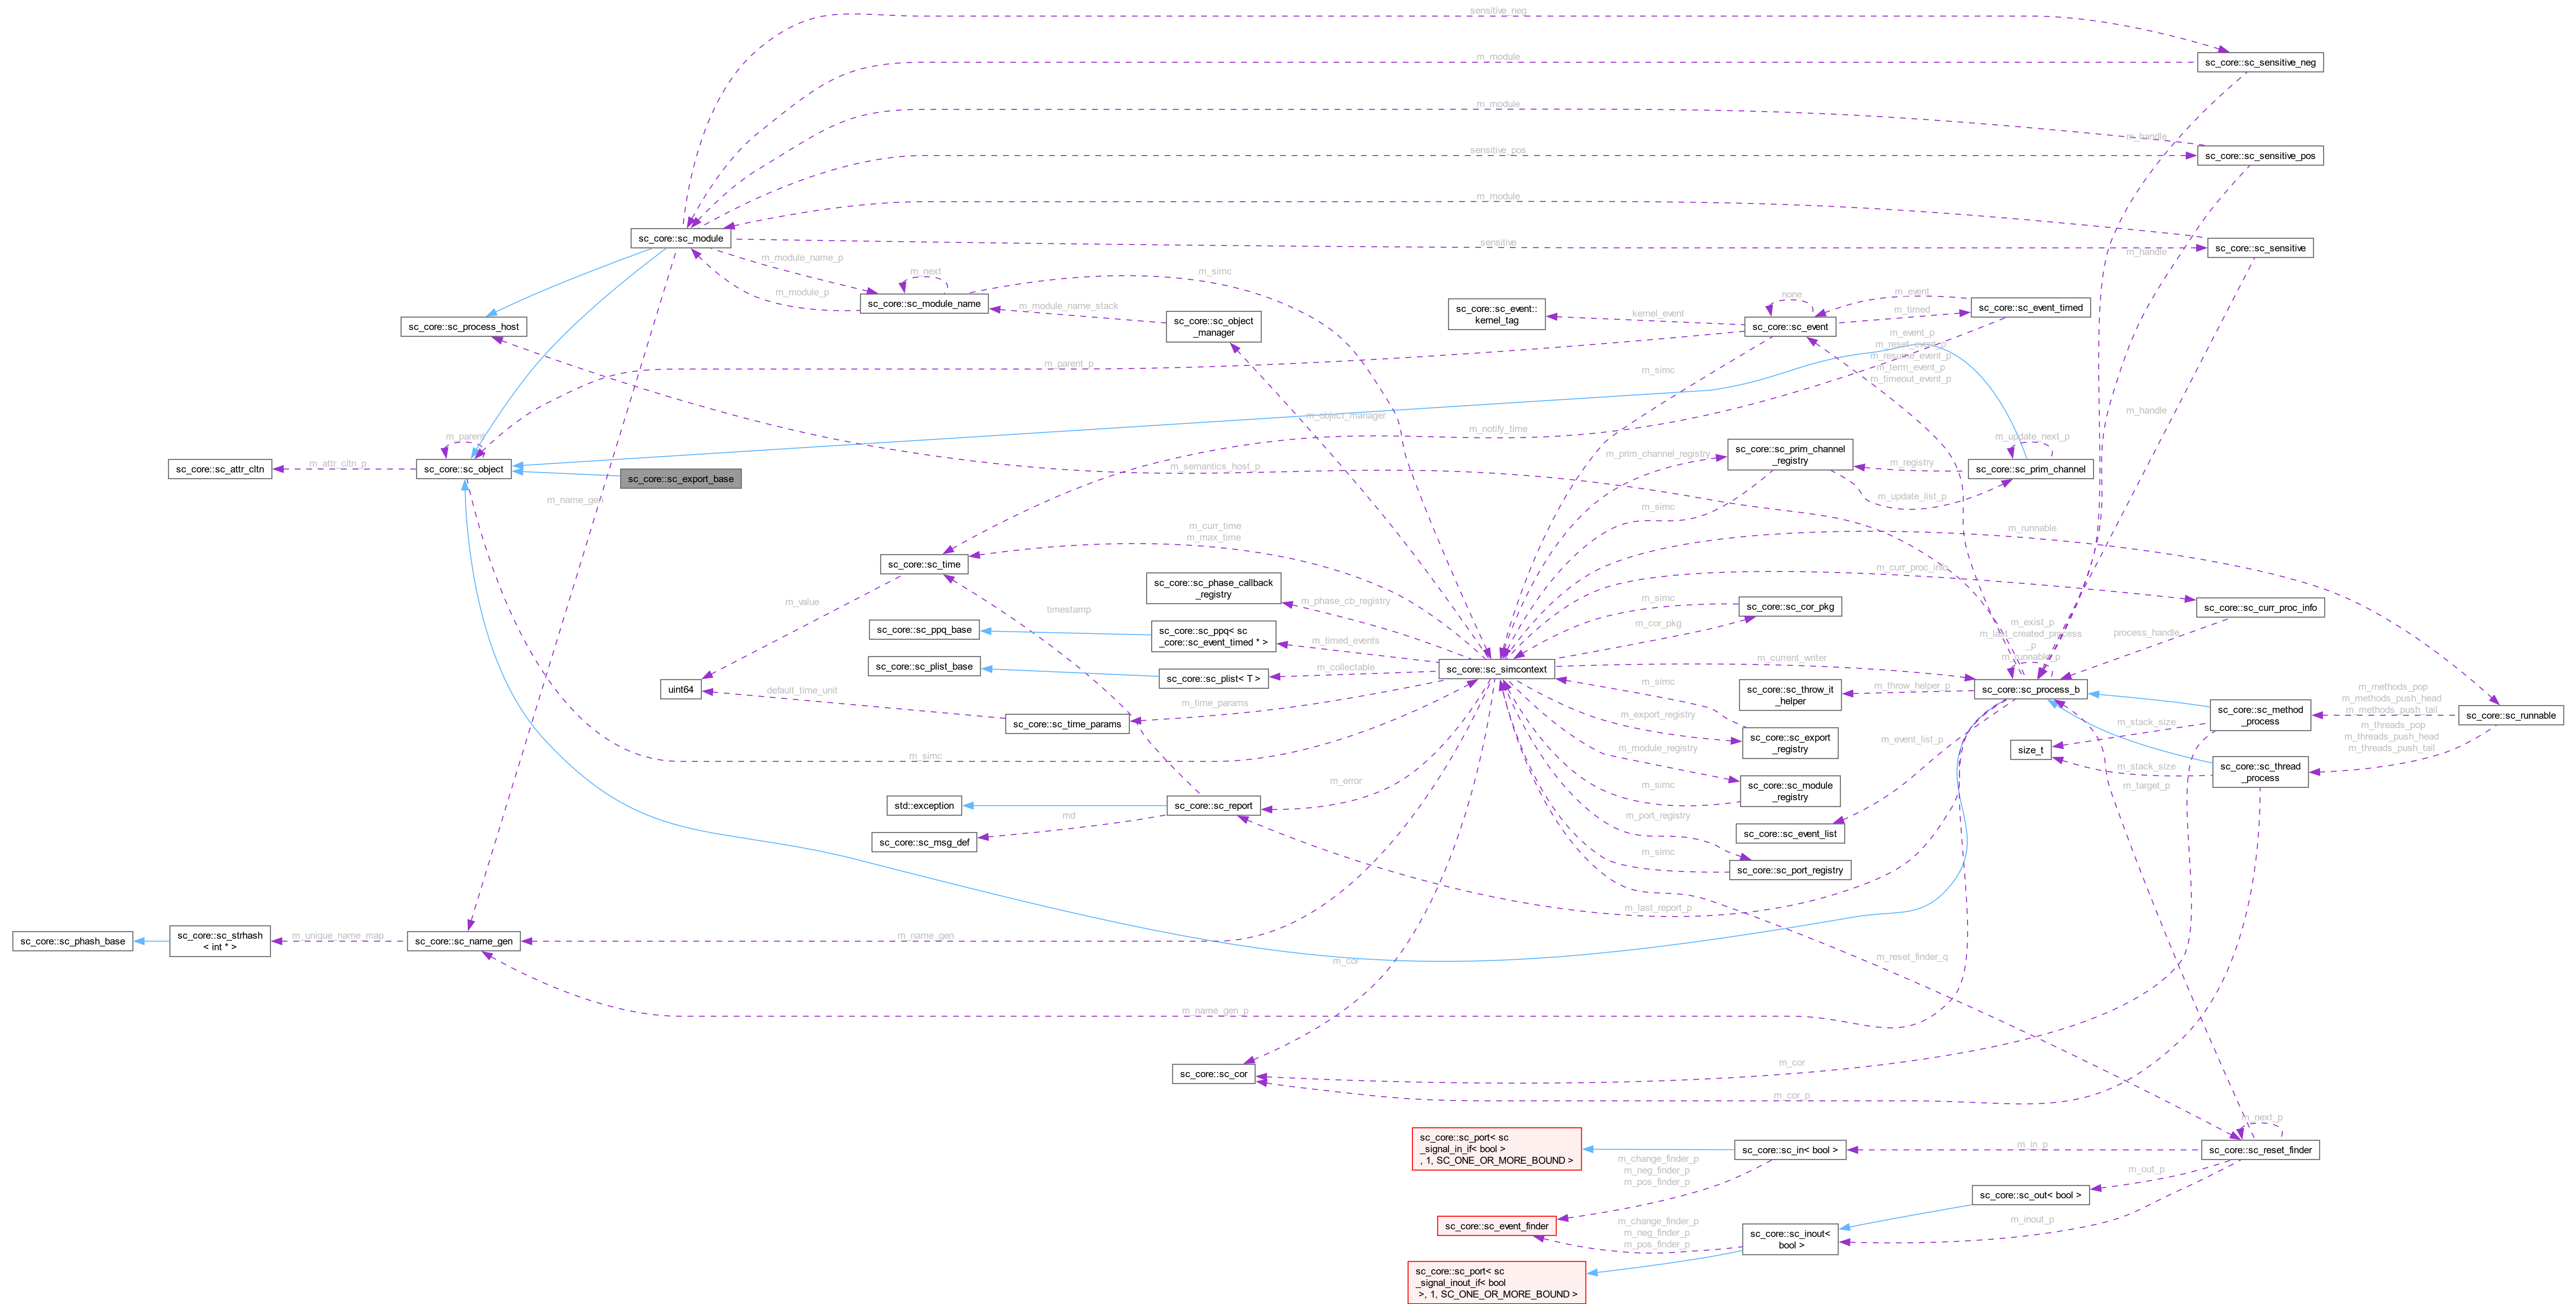 sensitive_neg
sc_core::sc_sensitive_neg
m_module
m_module
m_handle
sensitive_pos
sc_core::sc_sensitive_pos
m_module
sc_core::sc_module
sensitive
sc_core::sc_sensitive
m_handle
m_module_name_p
m_next
m_simc
m_module_p
sc_core::sc_module_name
m_module_name_stack
none
m_event
sc_core::sc_event::
kernel_tag
kernel_event
sc_core::sc_event
m_timed
sc_core::sc_event_timed
sc_core::sc_process_host
sc_core::sc_object
_manager
m_event_p
m_reset_event_p
m_resume_event_p
m_term_event_p
m_timeout_event_p
m_parent_p
m_simc
m_object_manager
m_notify_time
m_handle
m_parent
m_update_next_p
sc_core::sc_attr_cltn
m_attr_cltn_p
sc_core::sc_object
sc_core::sc_export_base
m_semantics_host_p
m_prim_channel_registry
sc_core::sc_prim_channel
_registry
m_registry
sc_core::sc_prim_channel
m_update_list_p
m_name_gen
m_simc
m_curr_time
m_max_time
m_runnable
sc_core::sc_time
m_curr_proc_info
sc_core::sc_phase_callback
_registry
m_phase_cb_registry
m_value
timestamp
m_simc
sc_core::sc_cor_pkg
m_cor_pkg
sc_core::sc_curr_proc_info
process_handle
sc_core::sc_ppq_base
sc_core::sc_ppq< sc
_core::sc_event_timed * >
m_timed_events
m_exist_p
m_last_created_process
_p
m_runnable_p
sc_core::sc_plist_base
sc_core::sc_plist< T >
m_collectable
sc_core::sc_simcontext
m_current_writer
m_simc
sc_core::sc_throw_it
_helper
m_throw_helper_p
sc_core::sc_process_b
uint64
default_time_unit
sc_core::sc_time_params
m_time_params
m_export_registry
sc_core::sc_export
_registry
m_methods_pop
m_methods_push_head
m_methods_push_tail
sc_core::sc_method
_process
sc_core::sc_runnable
m_stack_size
m_threads_pop
m_threads_push_head
m_threads_push_tail
m_event_list_p
size_t
m_stack_size
sc_core::sc_thread
_process
m_target_p
m_simc
m_module_registry
m_error
m_simc
sc_core::sc_module
_registry
std::exception
sc_core::sc_report
md
m_port_registry
sc_core::sc_msg_def
sc_core::sc_event_list
m_simc
sc_core::sc_port_registry
m_last_report_p
sc_core::sc_phash_base
sc_core::sc_strhash
< int * >
m_unique_name_map
sc_core::sc_name_gen
m_name_gen
m_cor
m_reset_finder_q
m_name_gen_p
sc_core::sc_cor
m_cor
m_cor_p
m_next_p
sc_core::sc_port< sc
_signal_in_if< bool >
, 1, SC_ONE_OR_MORE_BOUND >
sc_core::sc_in< bool >
m_in_p
sc_core::sc_reset_finder
m_change_finder_p
m_neg_finder_p
m_pos_finder_p
m_out_p
sc_core::sc_out< bool >
m_inout_p
sc_core::sc_event_finder
m_change_finder_p
m_neg_finder_p
m_pos_finder_p
sc_core::sc_inout<
bool >
sc_core::sc_port< sc
_signal_inout_if< bool
>, 1, SC_ONE_OR_MORE_BOUND >